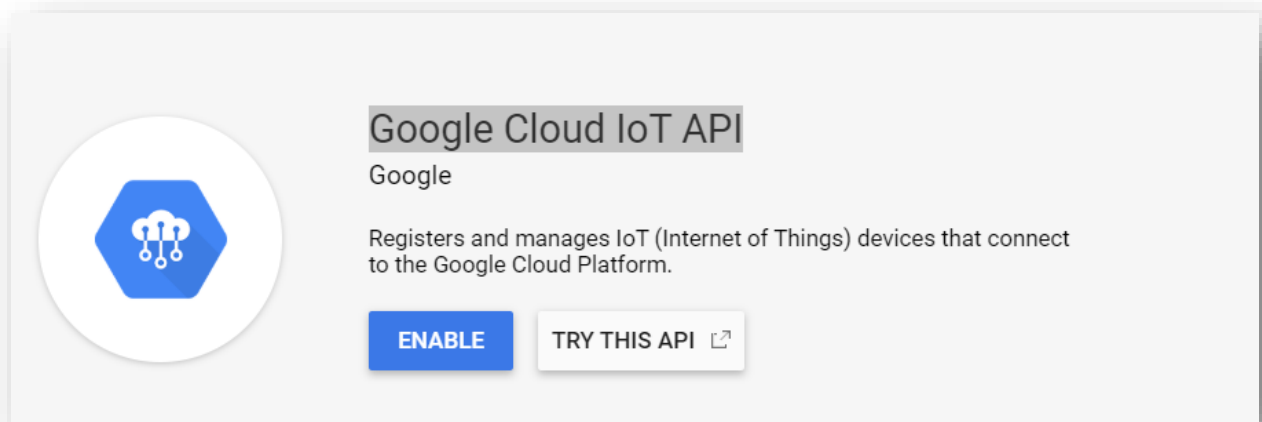 Google Cloud IoT API
Google
Registers and manages IoT (Internet of Things) devices that connect
to the Google Cloud Platform.
ENABLE
TRY THIS API